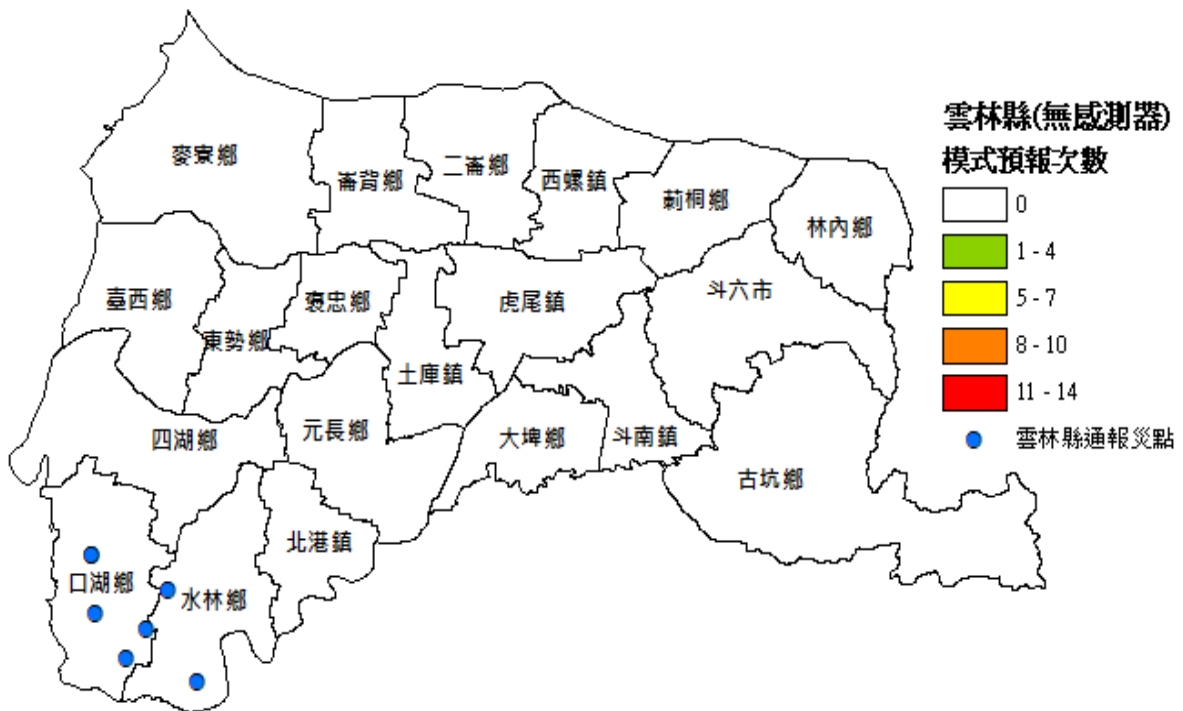 麥寮鄉
崙背鄉
二崙鄉
西螺鎮
莿桐鄉
林內鄉
臺西鄉
東勢鄉
褒忠鄉
土庫鎮
虎尾鎮
斗六市
四湖鄉
元長鄉
大埤鄉
斗南鎮
古坑鄉
北港鎮
口湖鄉
水林鄉
雲林縣(無感測器)
模式預報次數
0
1 - 4
5 - 7
8 - 10
11 - 14
雲林縣通報災點